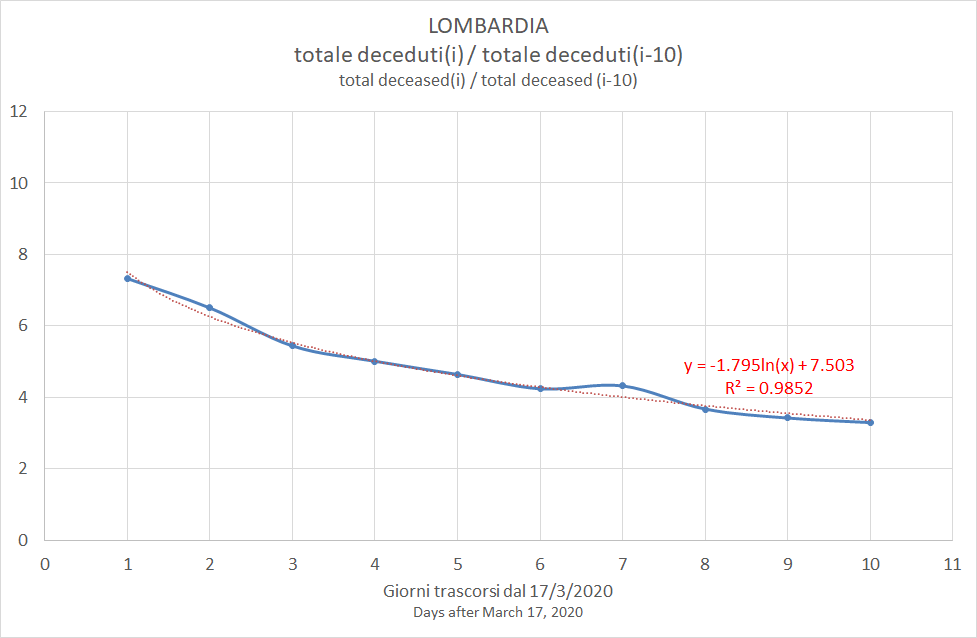 LOMBARDIA
totale deceduti(i) / totale deceduti(i-10)
total deceased(i) / total deceased (i-10)
12
10
8
6
4
2
0
y = -1.795ln(x) + 7.503
R² = 0.9852
0 1 2 3 4 5 6 7 8 9 10 11
Giorni trascorsi dal 17/3/2020
Days after March 17, 2020